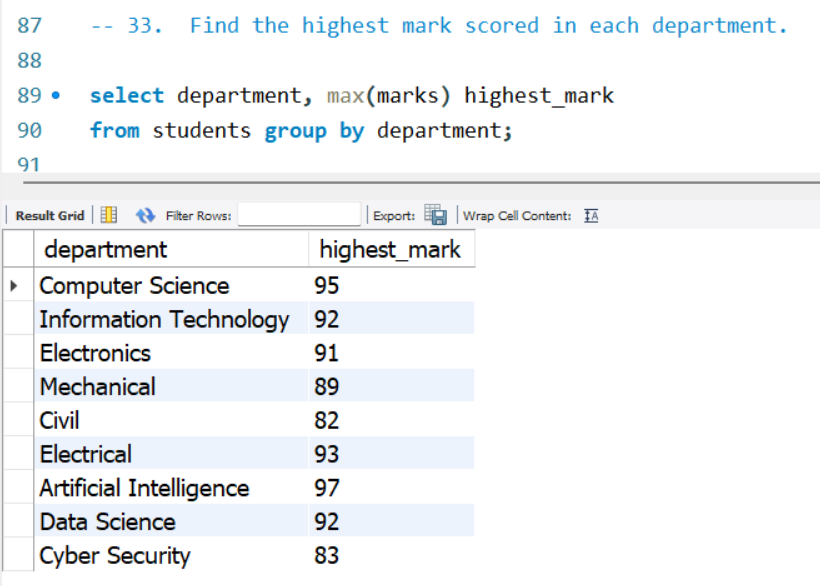 87 -- 33. Find the highest mark scored in each department.
88
89 select department, max(marks) highest_mark
90 from students group by department;
91
Result Grid Filter Rows: Export: Wrap Cell Content:
department highest_mark
Computer Science 95
Information Technology 92
Electronics 91
Mechanical 89
Civil 82
Electrical 93
Artificial Intelligence 97
Data Science 92
Cyber Security 83